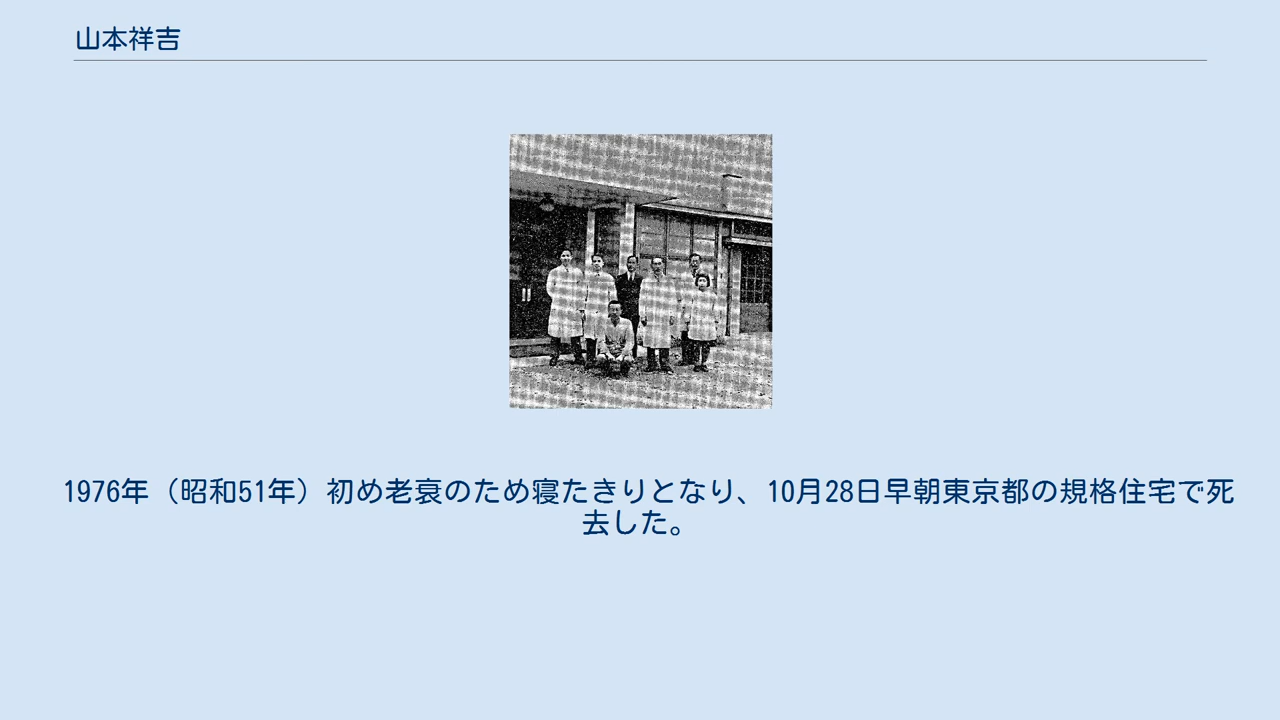 山本祥吉
1976年（昭和51年）初め老衰のため寝たきりとなり、10月28日早朝東京都の規格住宅で死
去した。